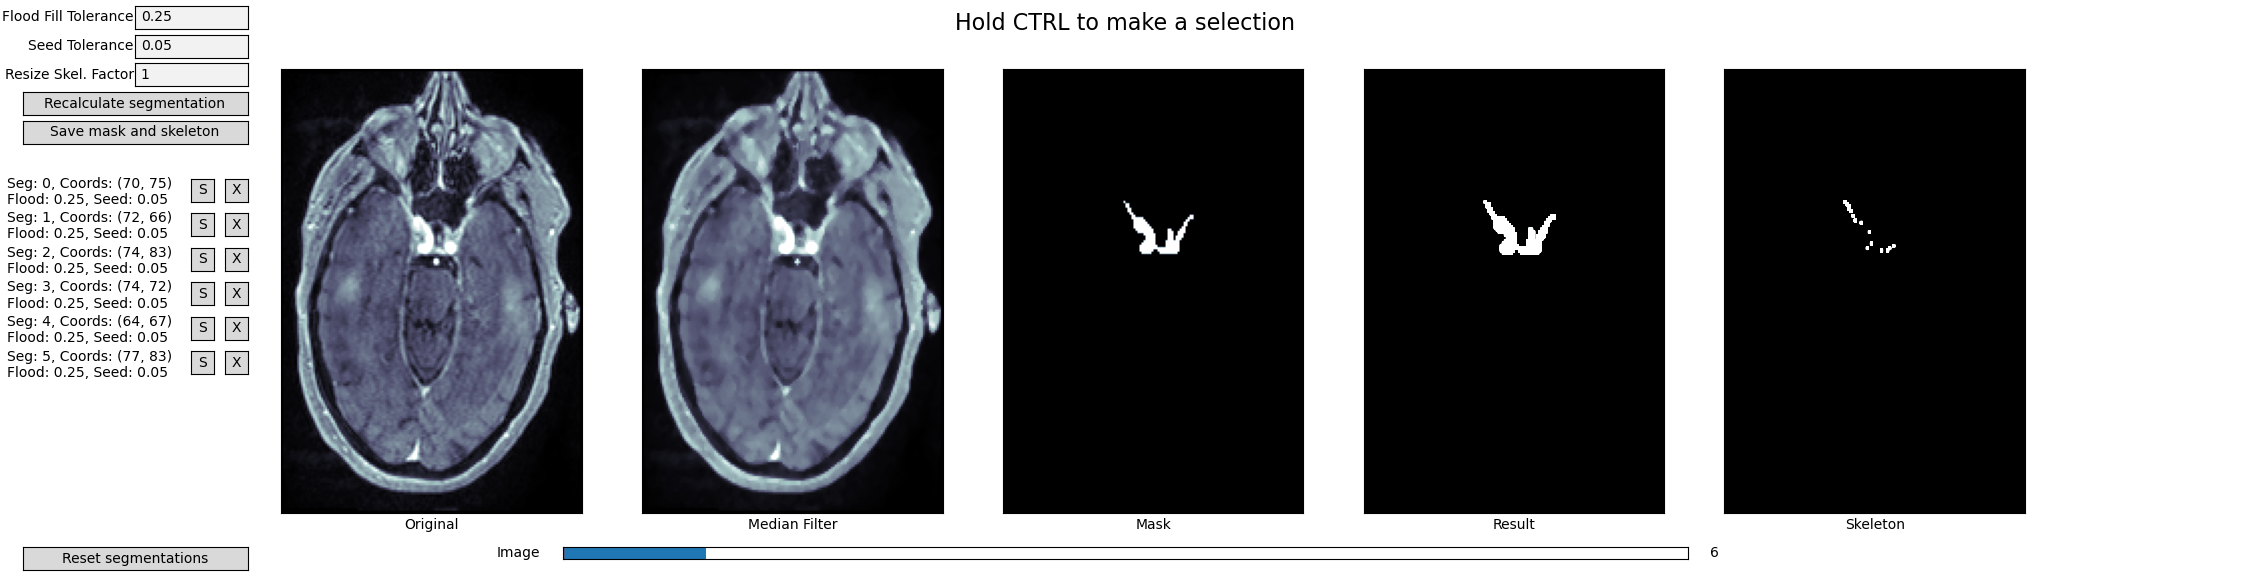 Hold CTRL to make a selection
Flood Fill Tolerance 0.25
Seed Tolerance 0.05
Resize Skel. Factor 1
Recalculate segmentation
Save mask and skeleton
Seg: 0, Coords: (70, 75)
Flood: 0.25, Seed: 0.05
S X
Seg: 1, Coords: (72, 66)
Flood: 0.25, Seed: 0.05
S X
Seg: 2, Coords: (74, 83)
Flood: 0.25, Seed: 0.05
S X
Seg: 3, Coords: (74, 72)
Flood: 0.25, Seed: 0.05
S X
Seg: 4, Coords: (64, 67)
Flood: 0.25, Seed: 0.05
S X
Seg: 5, Coords: (77, 83)
Flood: 0.25, Seed: 0.05
S X
Original
Median Filter
Mask
Result
Skeleton
Reset segmentations
Image 6